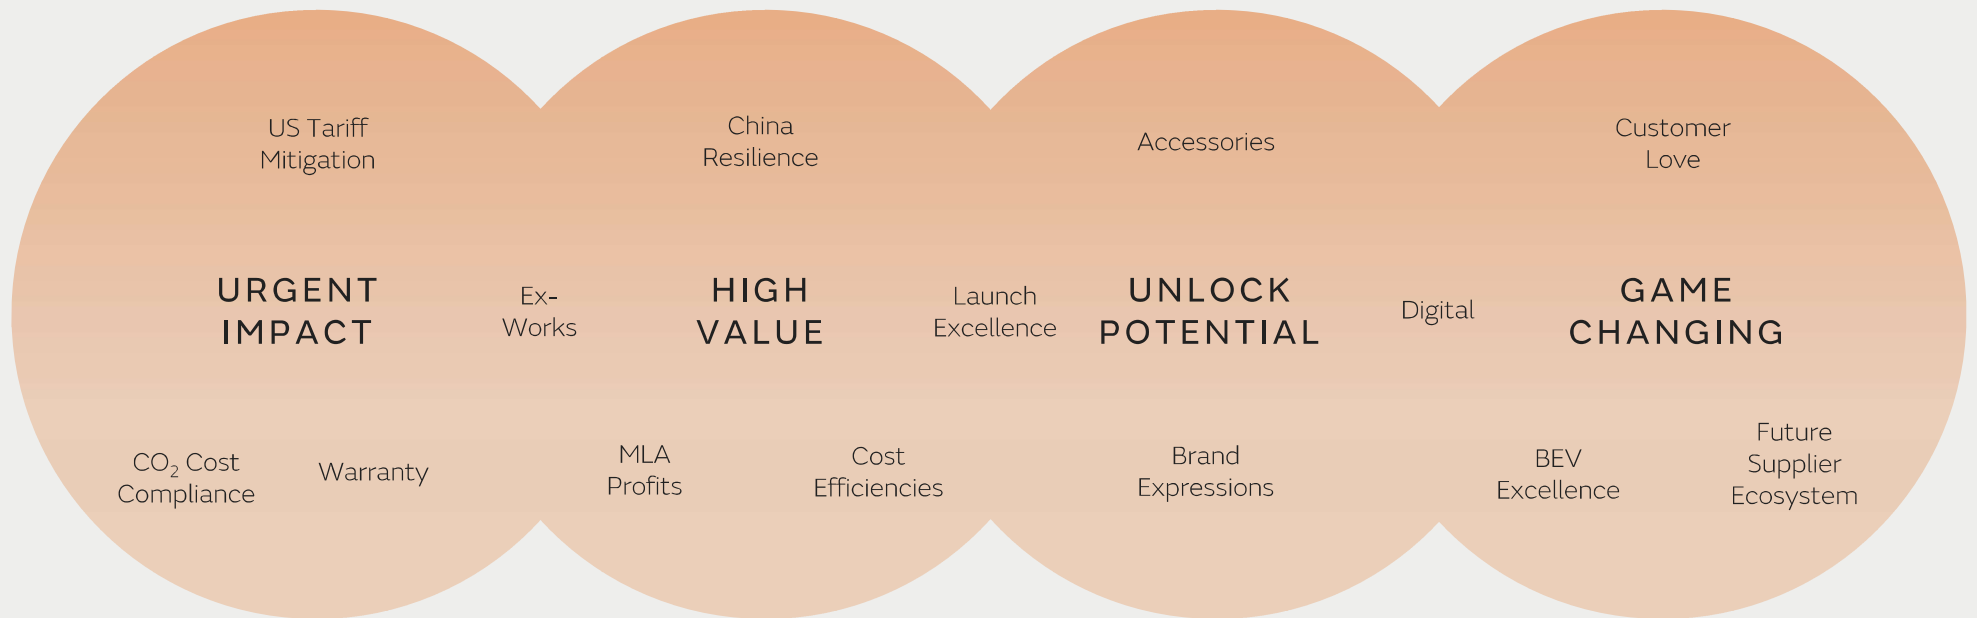 US Tariff
Mitigation
URGENT
IMPACT
CO₂ Cost
Compliance
Warranty
Ex-
Works
China
Resilience
HIGH
VALUE
MLA
Profits
Cost
Efficiencies
Launch
Excellence
Accessories
UNLOCK
POTENTIAL
Brand
Expressions
Digital
Customer
Love
GAME
CHANGING
BEV
Excellence
Future
Supplier
Ecosystem